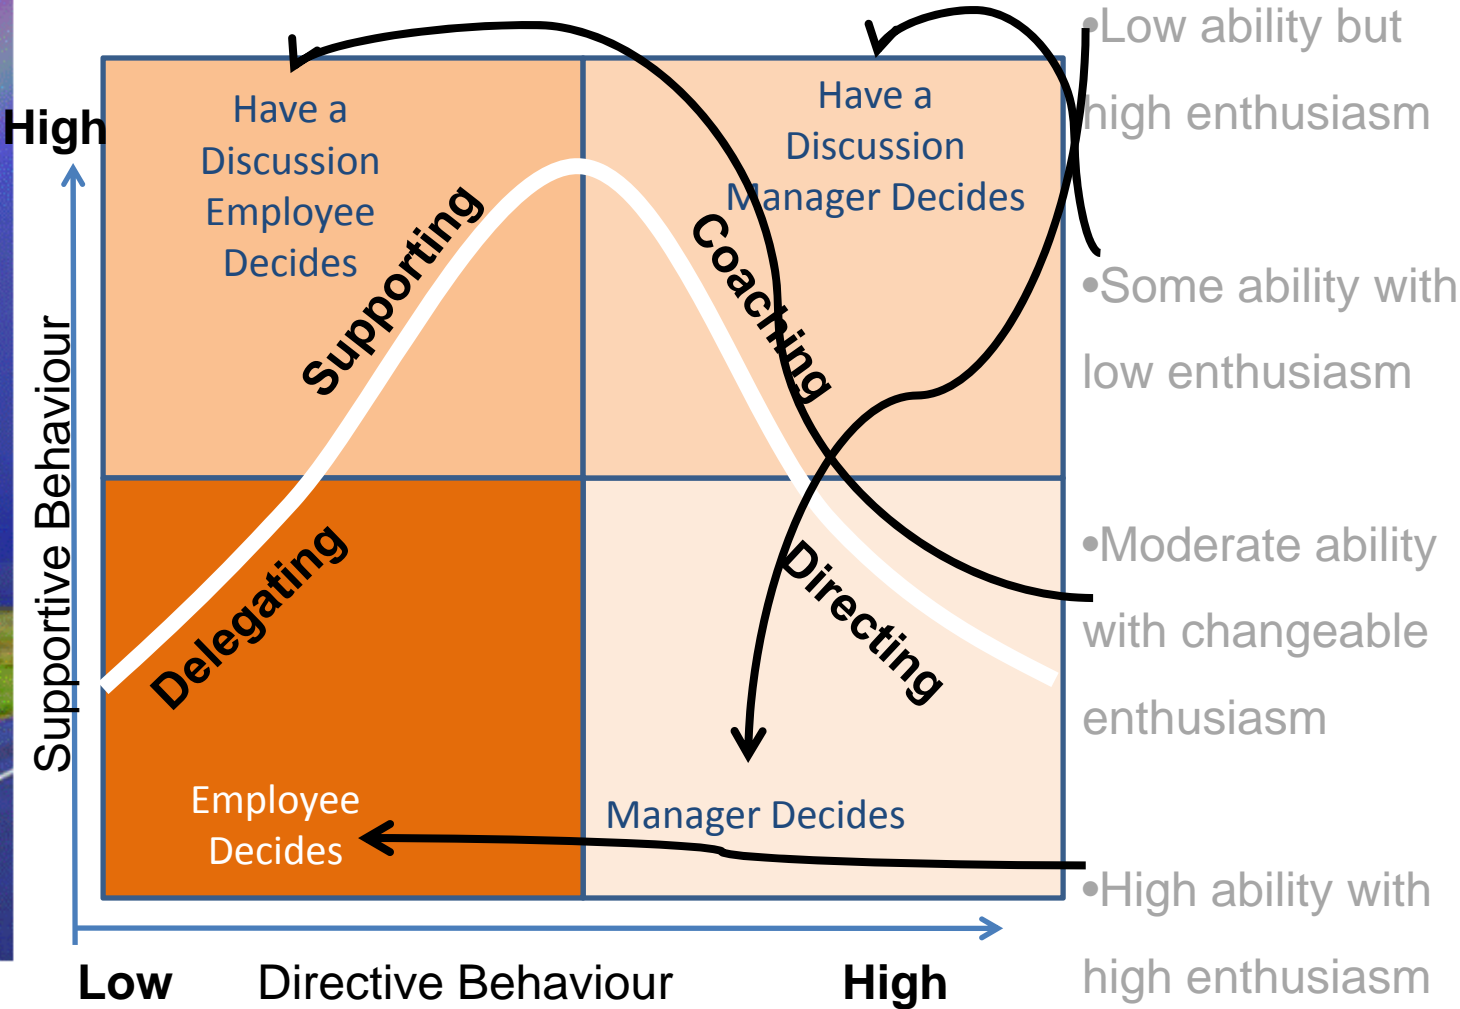 High
Supportive Behaviour
Have a
Discussion
Employee
Decides
Have a
Discussion
Manager Decides
Supporting
Coaching
Delegating
Directing
Employee
Decides
Manager Decides
Low
Directive Behaviour
High
•Low ability but
high enthusiasm
•Some ability with
low enthusiasm
•Moderate ability
with changeable
enthusiasm
•High ability with
high enthusiasm